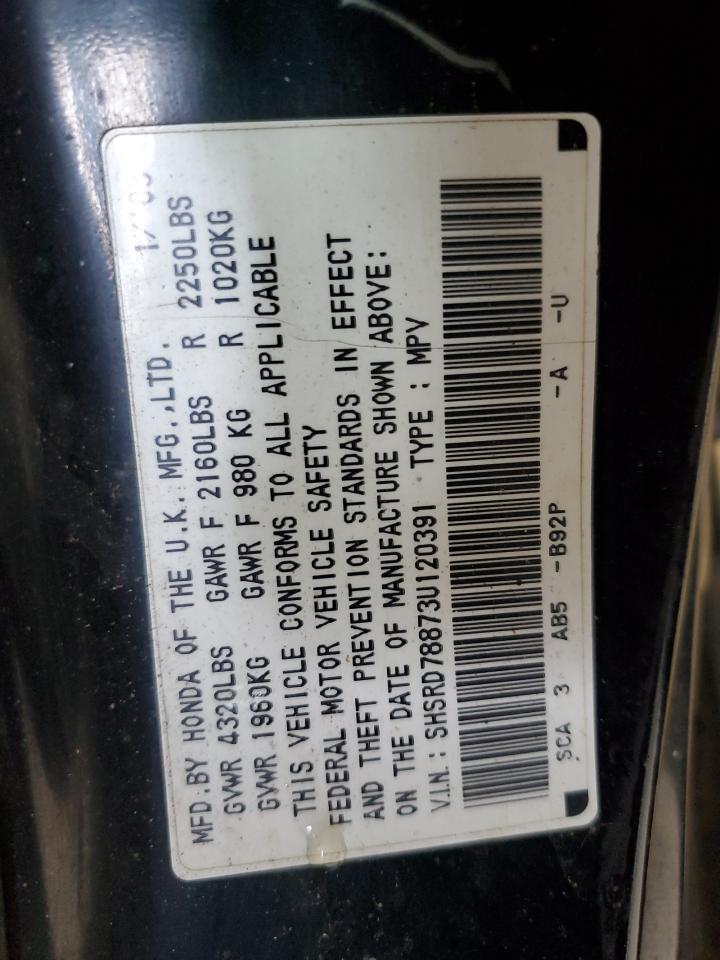 MFD.BY HONDA OF THE U.K. MFG.,LTD.
GVWR 4320LBS GAWR F 2160LBS R 2250LBS
GVWR 1960KG GAWR F 980 KG R 1020KG
THIS VEHICLE CONFORMS TO ALL APPLICABLE
FEDERAL MOTOR VEHICLE SAFETY
AND THEFT PREVENTION STANDARDS IN EFFECT
ON THE DATE OF MANUFACTURE SHOWN ABOVE:
V.I.N.: SHSRD78873U120391 TYPE : MPV
SCA 3 AB5 -B92P -A -U